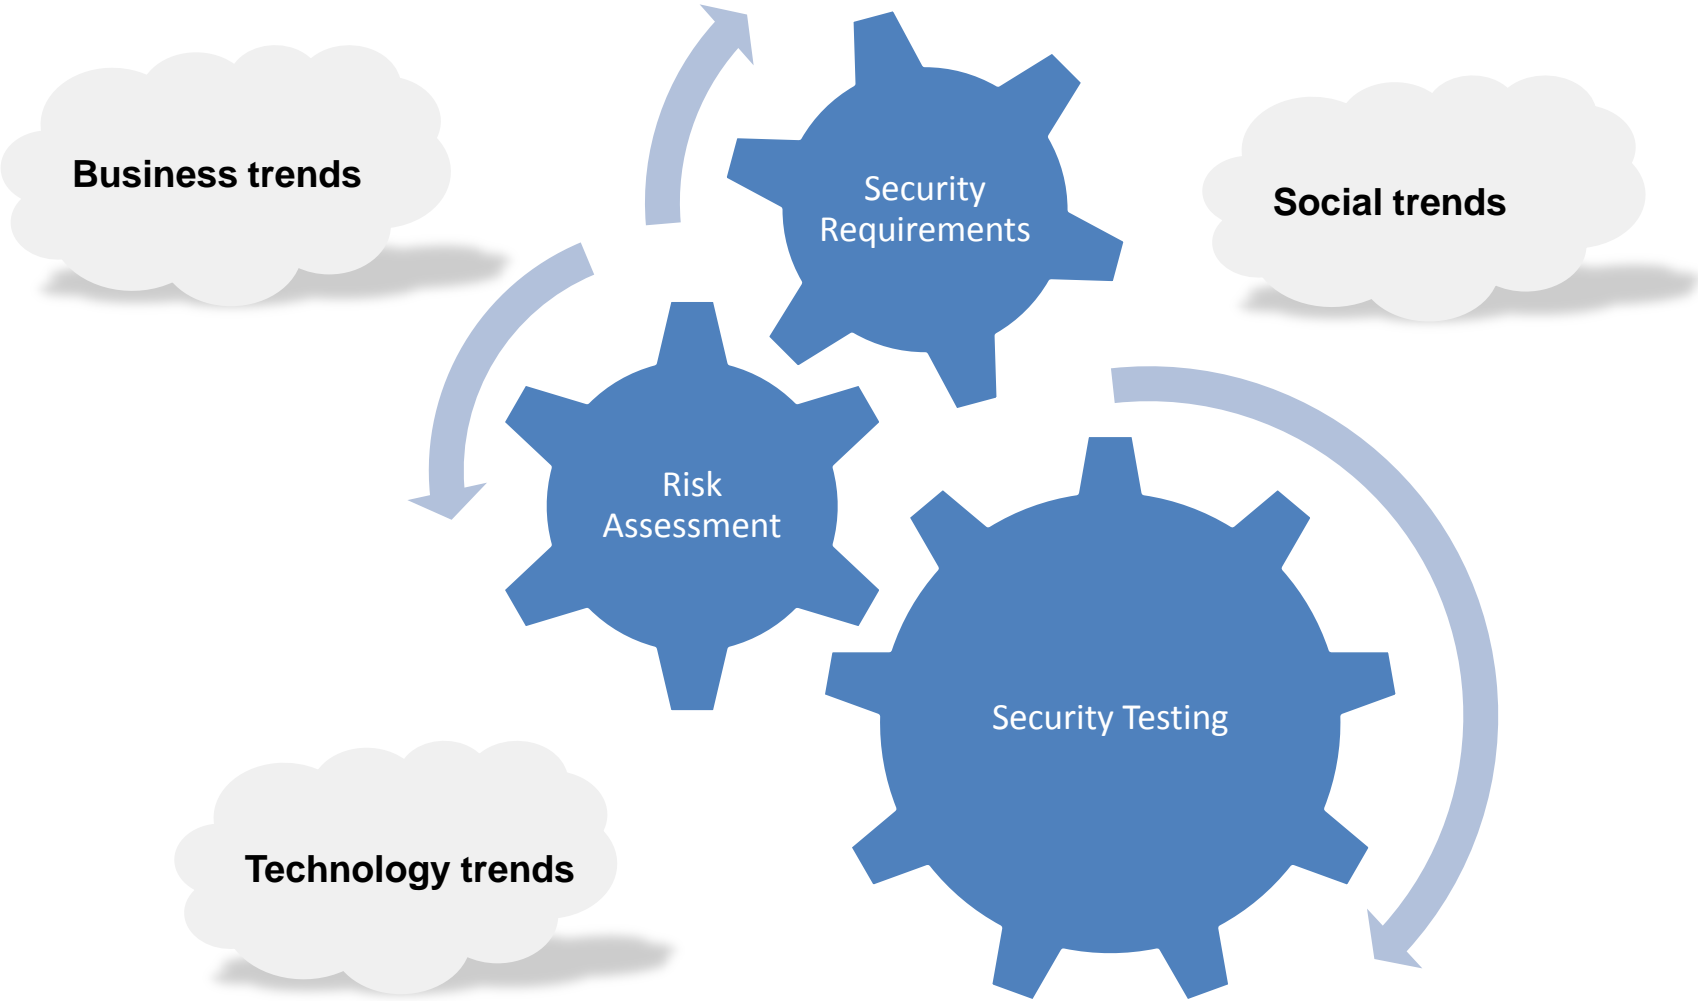 Business trends
Security
Requirements
Social trends
Risk
Assessment
Security Testing
Technology trends